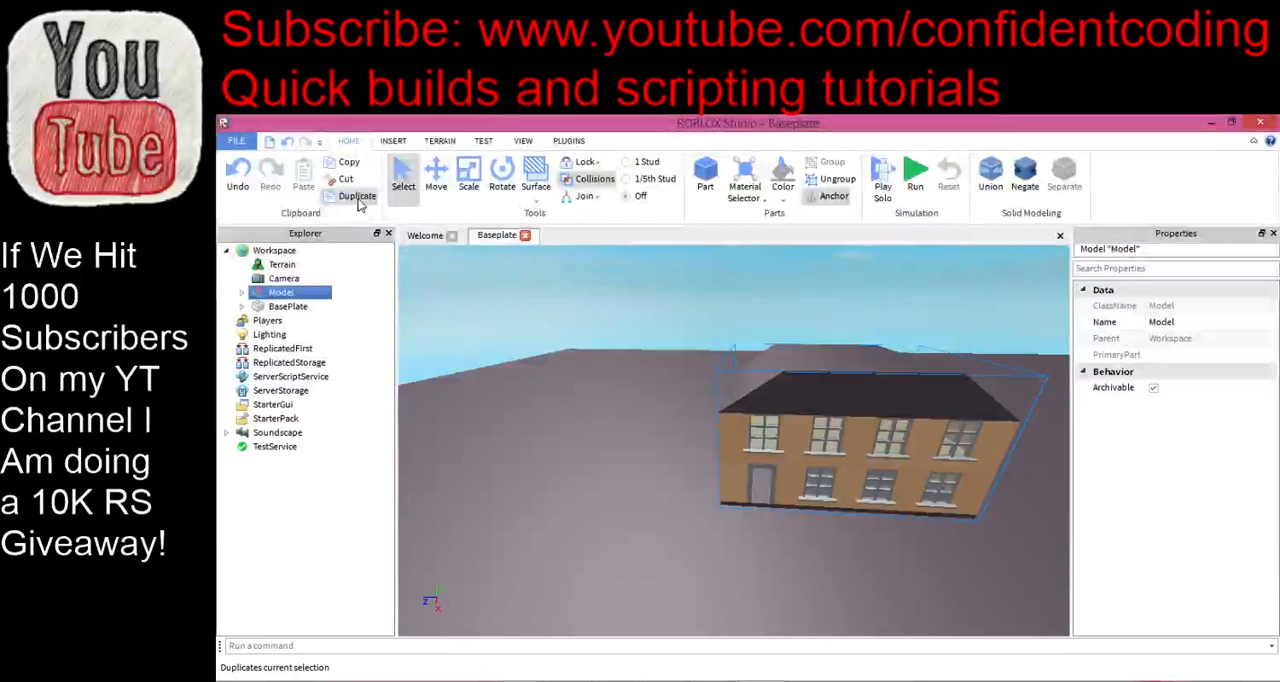 You
Tube
Subscribe: www.youtube.com/confidentcoding
Quick builds and scripting tutorials
If We Hit
1000
Subscribers
On my YT
Channel I
Am doing
a 10K RS
Giveaway!
ROBLOX Studio - Baseplate
FILE HOME INSERT TERRAIN TEST VIEW PLUGINS
Undo Redo Paste Copy Cut Duplicate
Clipboard
Select Move Scale Rotate Surface Lock Collisions Join 1 Stud 1/5th Stud Off
Tools
Part Material Selector Color Group Ungroup Anchor
Parts
Play Solo Run Reset
Simulation
Union Negate Separate
Solid Modeling
Explorer
Workspace
Terrain
Camera
Model
BasePlate
Players
Lighting
ReplicatedFirst
ReplicatedStorage
ServerScriptService
ServerStorage
StarterGui
StarterPack
Soundscape
TestService
Welcome Baseplate
z x
Properties
Model "Model"
Search Properties
Data
ClassName Model
Name Model
Parent Workspace
PrimaryPart
Behavior
Archivable
Run a command
Duplicates current selection